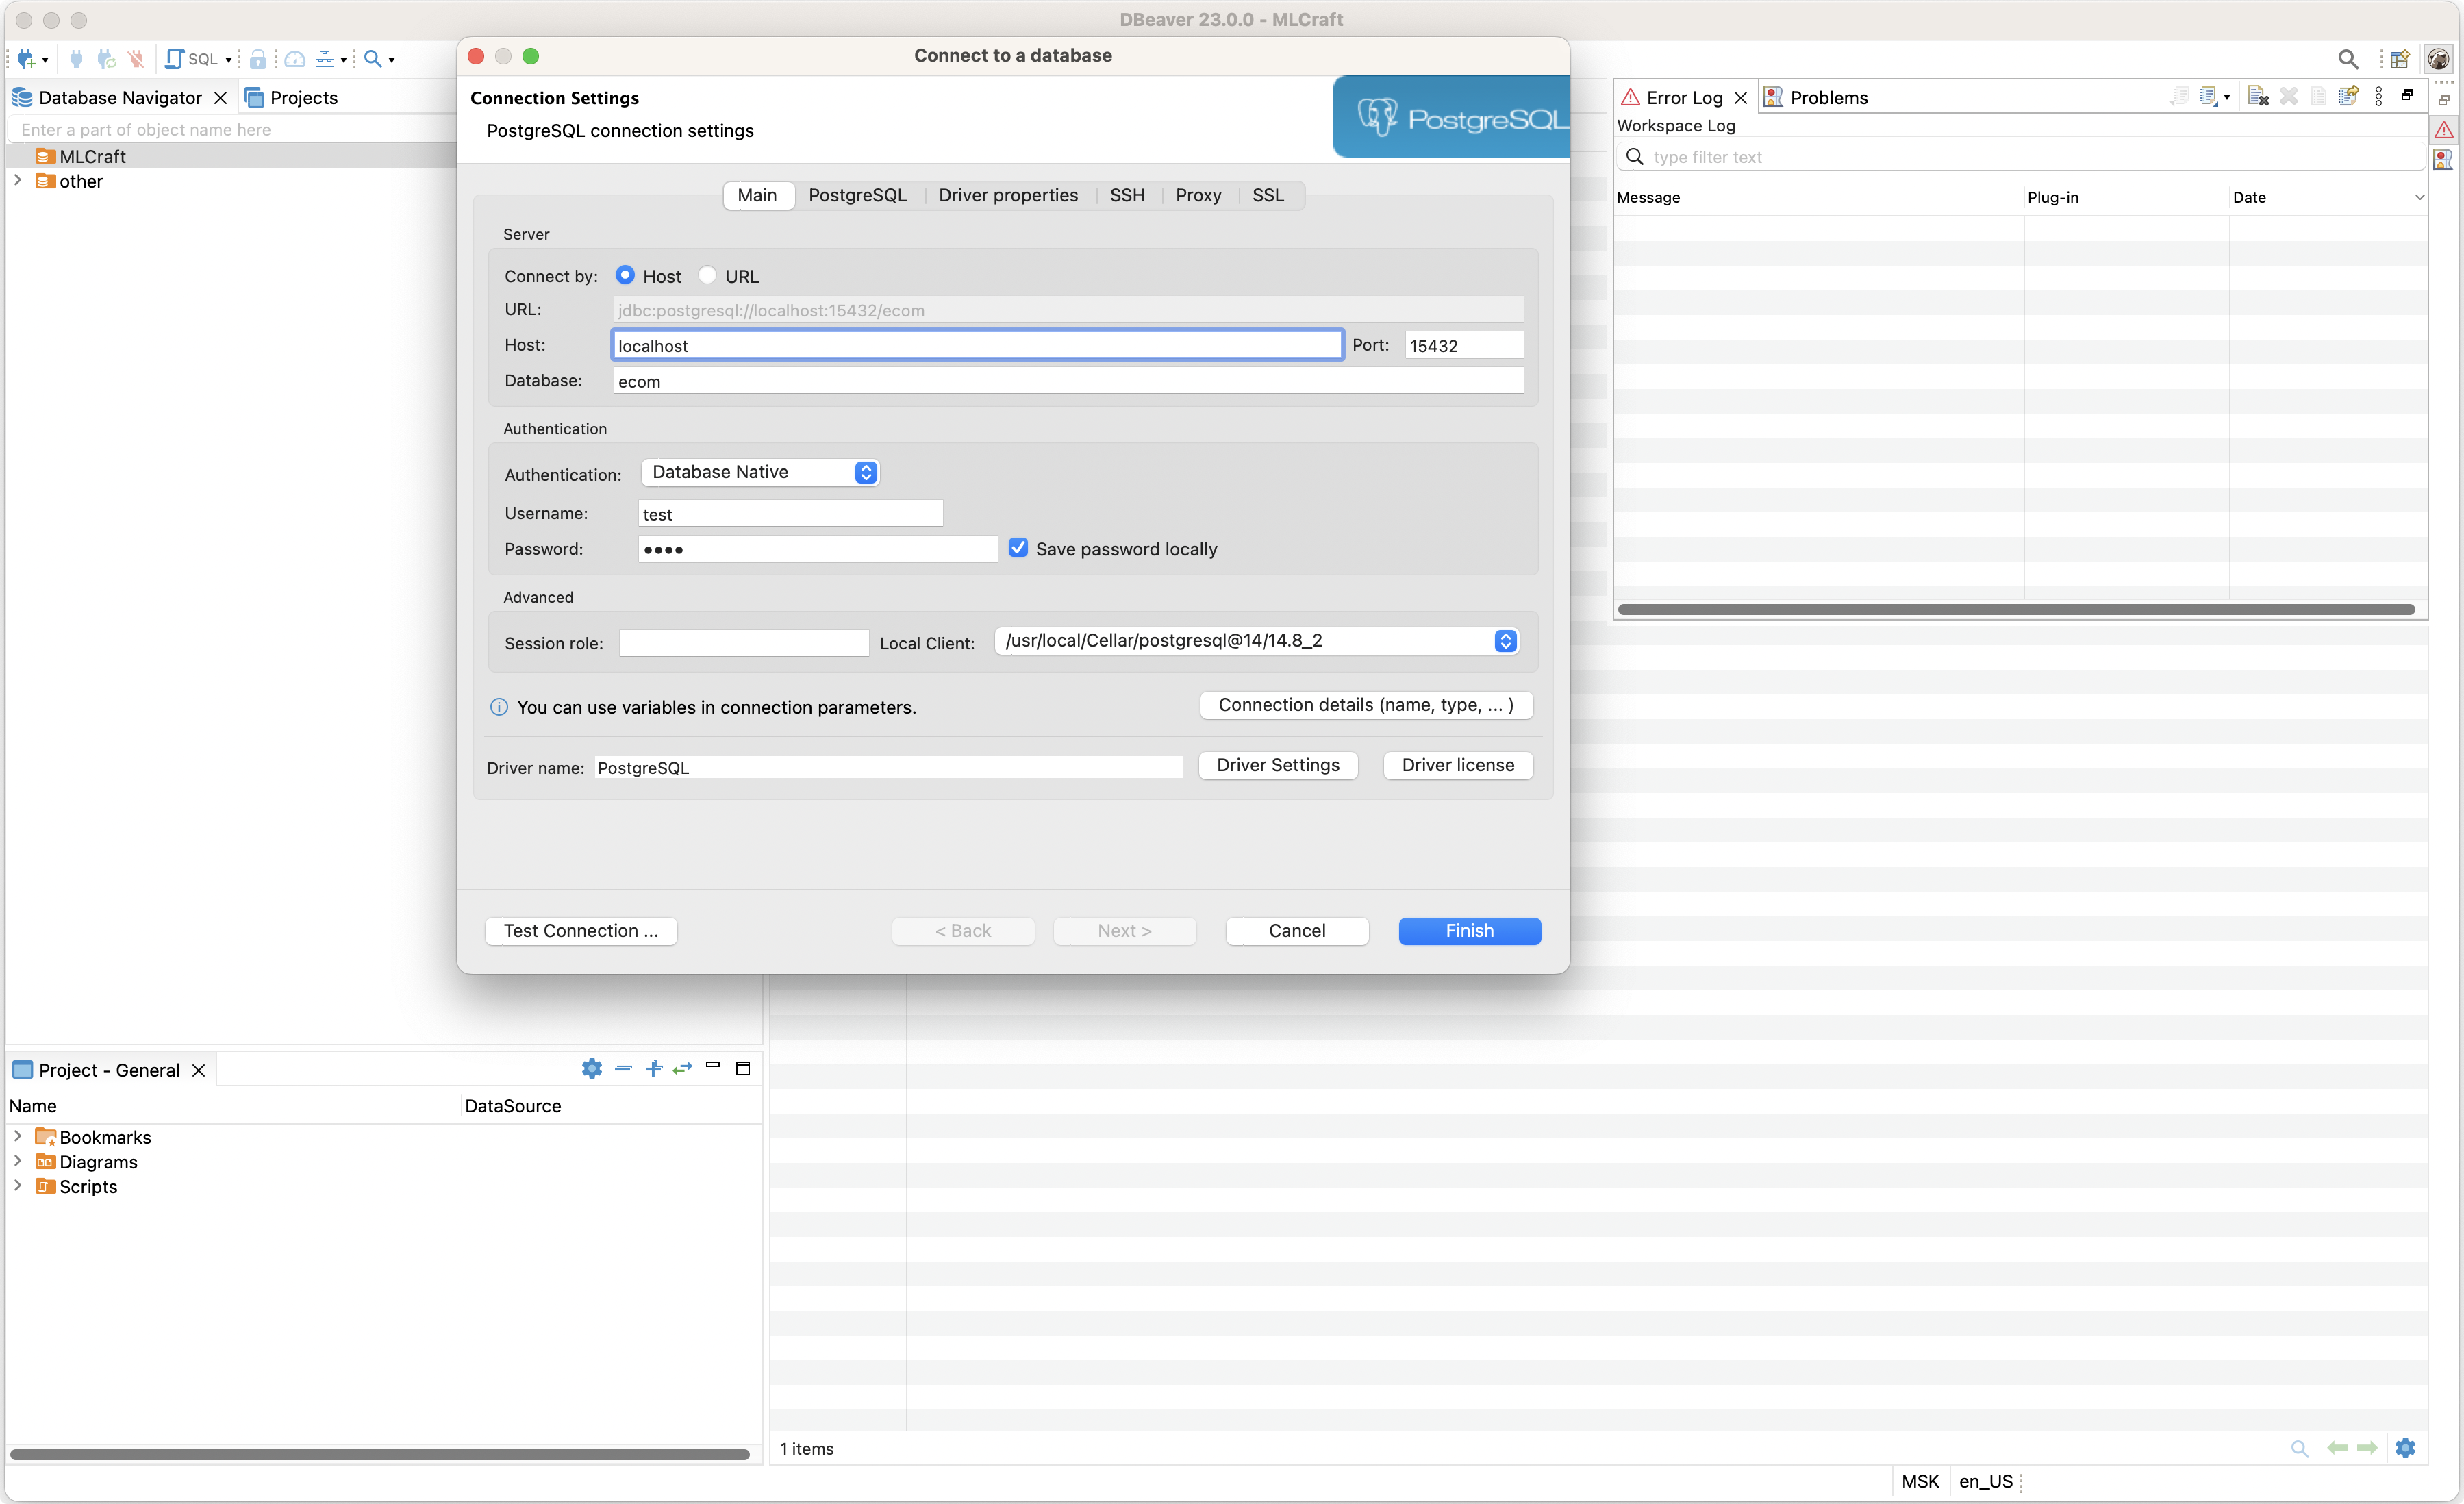 DBeaver 23.0.0 - MLCraft
SQL
Database Navigator
Projects
Enter a part of object name here
MLCraft
other
Connect to a database
Connection Settings
PostgreSQL connection settings
PostgreSQL
Main PostgreSQL Driver properties SSH Proxy SSL
Server
Connect by: Host URL
URL: jdbc:postgresql://localhost:15432/ecom
Host: localhost Port: 15432
Database: ecom
Authentication
Authentication: Database Native
Username: test
Password: ●●●● Save password locally
Advanced
Session role: Local Client: /usr/local/Cellar/postgresql@14/14.8_2
You can use variables in connection parameters. Connection details (name, type, ... )
Driver name: PostgreSQL Driver Settings Driver license
Test Connection ... < Back Next > Cancel Finish
Error Log Problems
Workspace Log
type filter text
Message Plug-in Date
Project - General
Name DataSource
Bookmarks
Diagrams
Scripts
1 items
MSK en_US